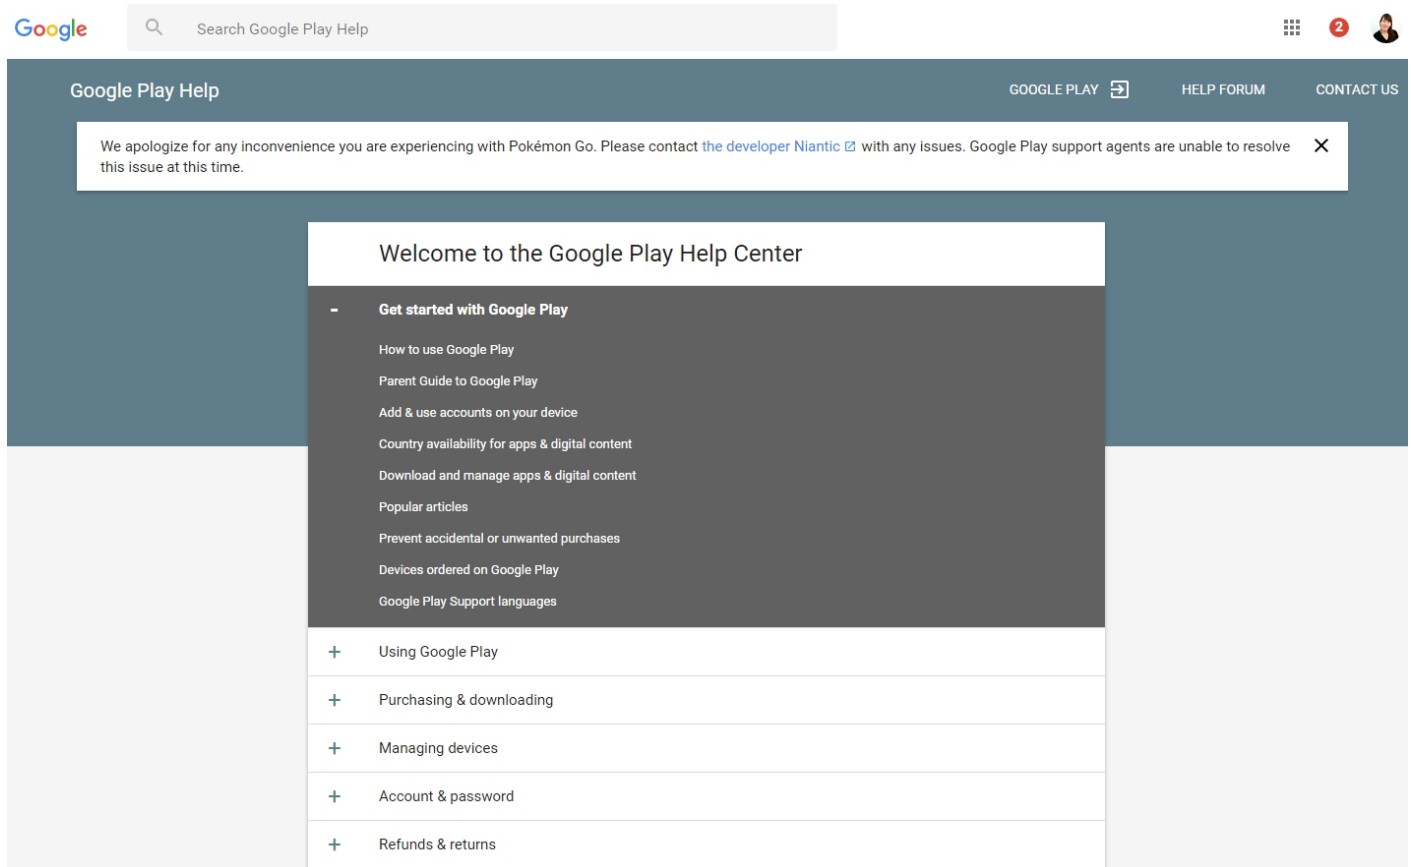 Google
Search Google Play Help
2
Google Play Help
GOOGLE PLAY
HELP FORUM
CONTACT US
We apologize for any inconvenience you are experiencing with Pokémon Go. Please contact the developer Niantic with any issues. Google Play support agents are unable to resolve
this issue at this time.
Welcome to the Google Play Help Center
- Get started with Google Play
How to use Google Play
Parent Guide to Google Play
Add & use accounts on your device
Country availability for apps & digital content
Download and manage apps & digital content
Popular articles
Prevent accidental or unwanted purchases
Devices ordered on Google Play
Google Play Support languages
+ Using Google Play
+ Purchasing & downloading
+ Managing devices
+ Account & password
+ Refunds & returns